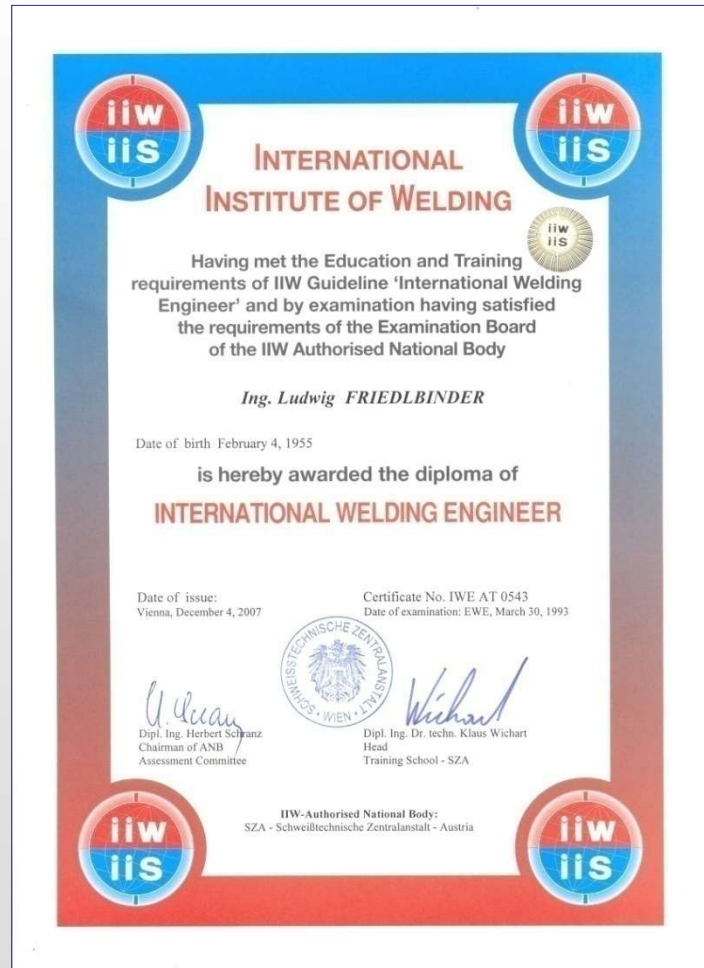 iiw
iis
iiw
iis
INTERNATIONAL
INSTITUTE OF WELDING
iiw
iis
Having met the Education and Training
requirements of IIW Guideline ‘International Welding
Engineer’ and by examination having satisfied
the requirements of the Examination Board
of the IIW Authorised National Body
Ing. Ludwig FRIEDLBINDER
Date of birth February 4, 1955
is hereby awarded the diploma of
INTERNATIONAL WELDING ENGINEER
Date of issue:
Vienna, December 4, 2007
Certificate No. IWE AT 0543
Date of examination: EWE, March 30, 1993
SCHWEISSTECHNISCHE ZENTRALANSTALT
· WIEN ·
Dipl. Ing. Herbert Schranz
Chairman of ANB
Assessment Committee
Wichart
Dipl. Ing. Dr. techn. Klaus Wichart
Head
Training School - SZA
IIW-Authorised National Body:
SZA - Schweißtechnische Zentralanstalt - Austria
iiw
iis
iiw
iis